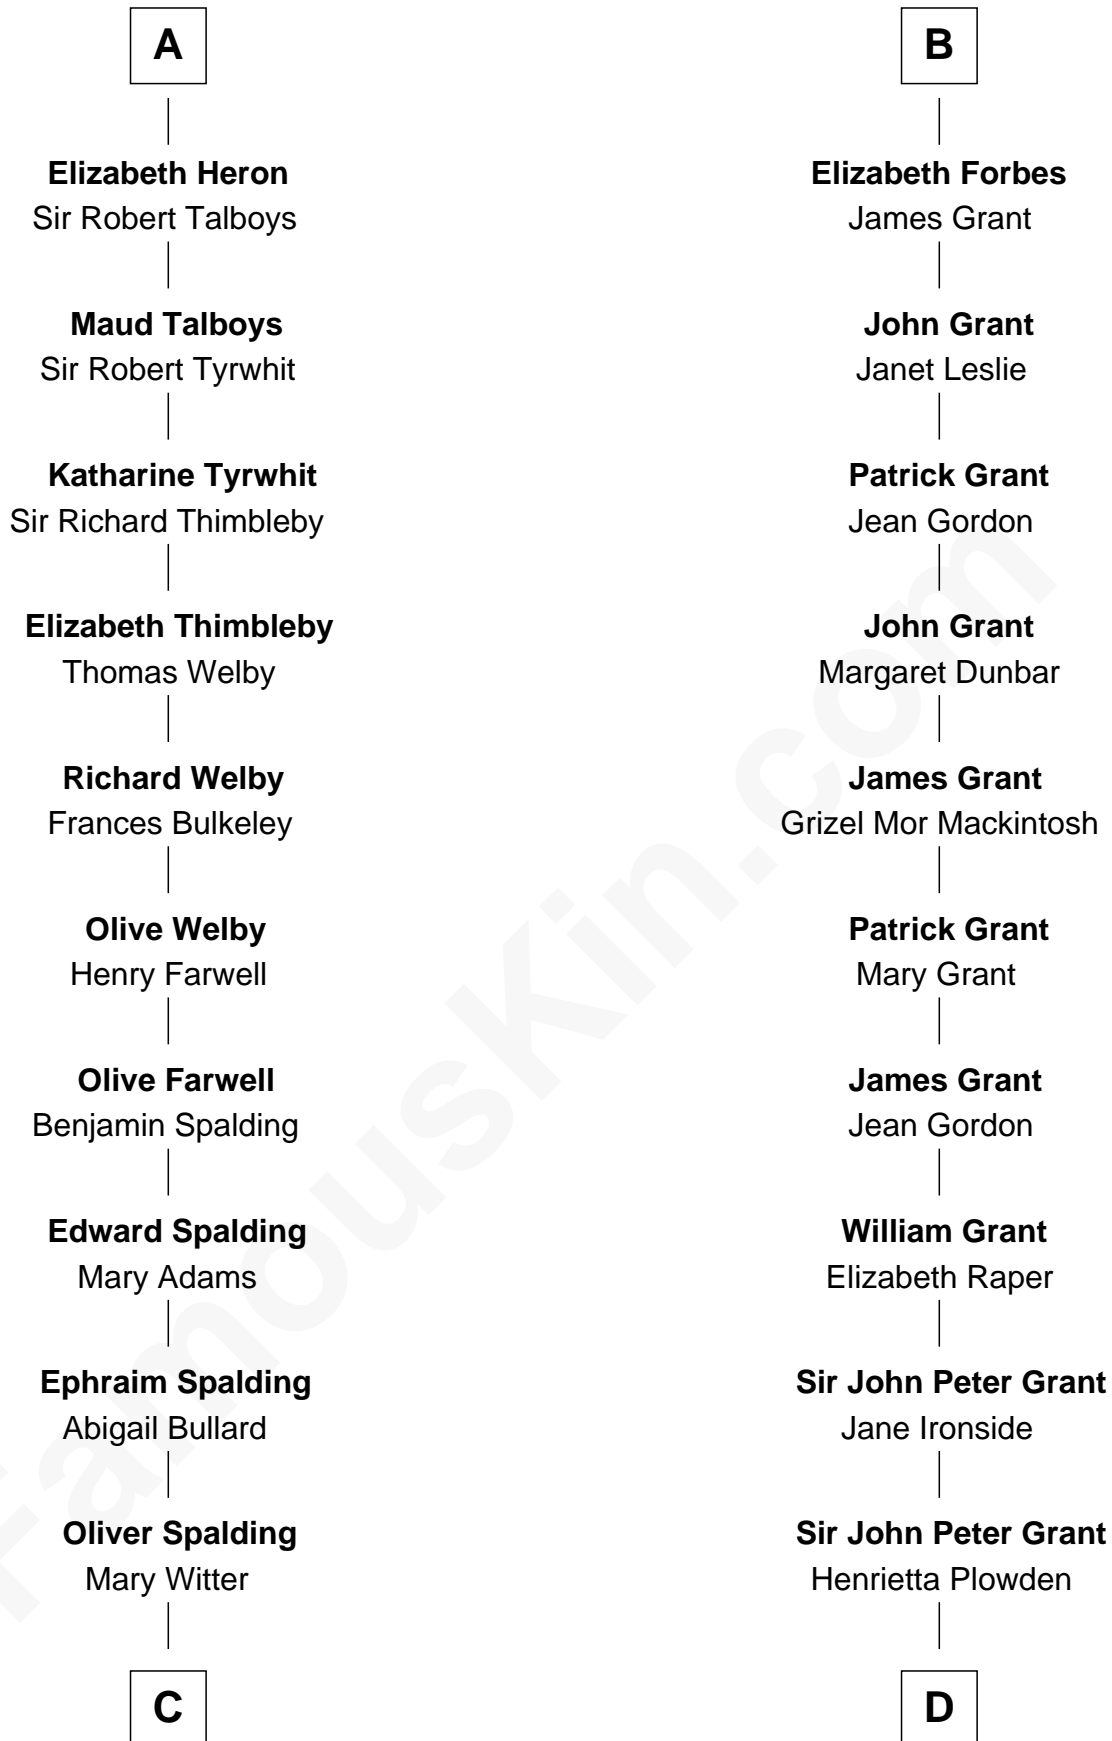 A
Elizabeth Heron
Sir Robert Talboys
Maud Talboys
Sir Robert Tyrwhit
Katharine Tyrwhit
Sir Richard Thimbleby
Elizabeth Thimbleby
Thomas Welby
Richard Welby
Frances Bulkeley
Olive Welby
Henry Farwell
Olive Farwell
Benjamin Spalding
Edward Spalding
Mary Adams
Ephraim Spalding
Abigail Bullard
Oliver Spalding
Mary Witter
C
B
Elizabeth Forbes
James Grant
John Grant
Janet Leslie
Patrick Grant
Jean Gordon
John Grant
Margaret Dunbar
James Grant
Grizel Mor Mackintosh
Patrick Grant
Mary Grant
James Grant
Jean Gordon
William Grant
Elizabeth Raper
Sir John Peter Grant
Jane Ironside
Sir John Peter Grant
Henrietta Plowden
D
FamousKin.com